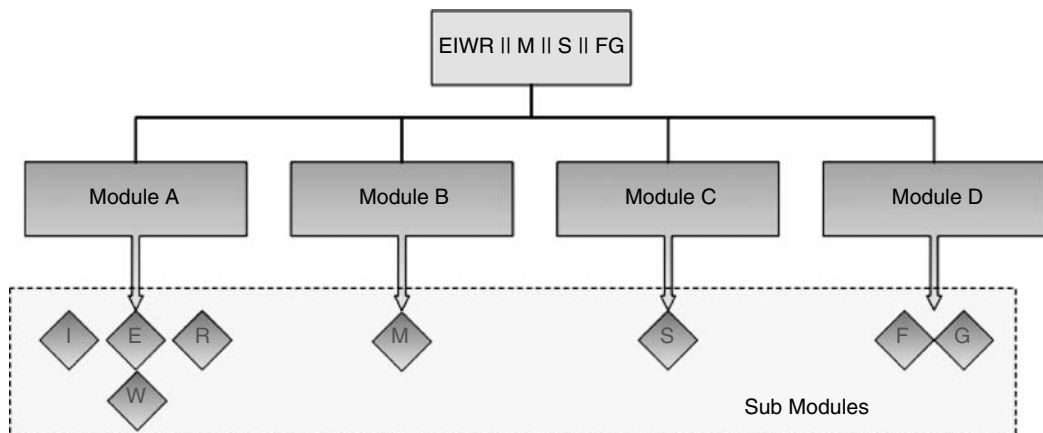 EIWR || M || S || FG
Module A Module B Module C Module D
I E R M S F G
W
Sub Modules